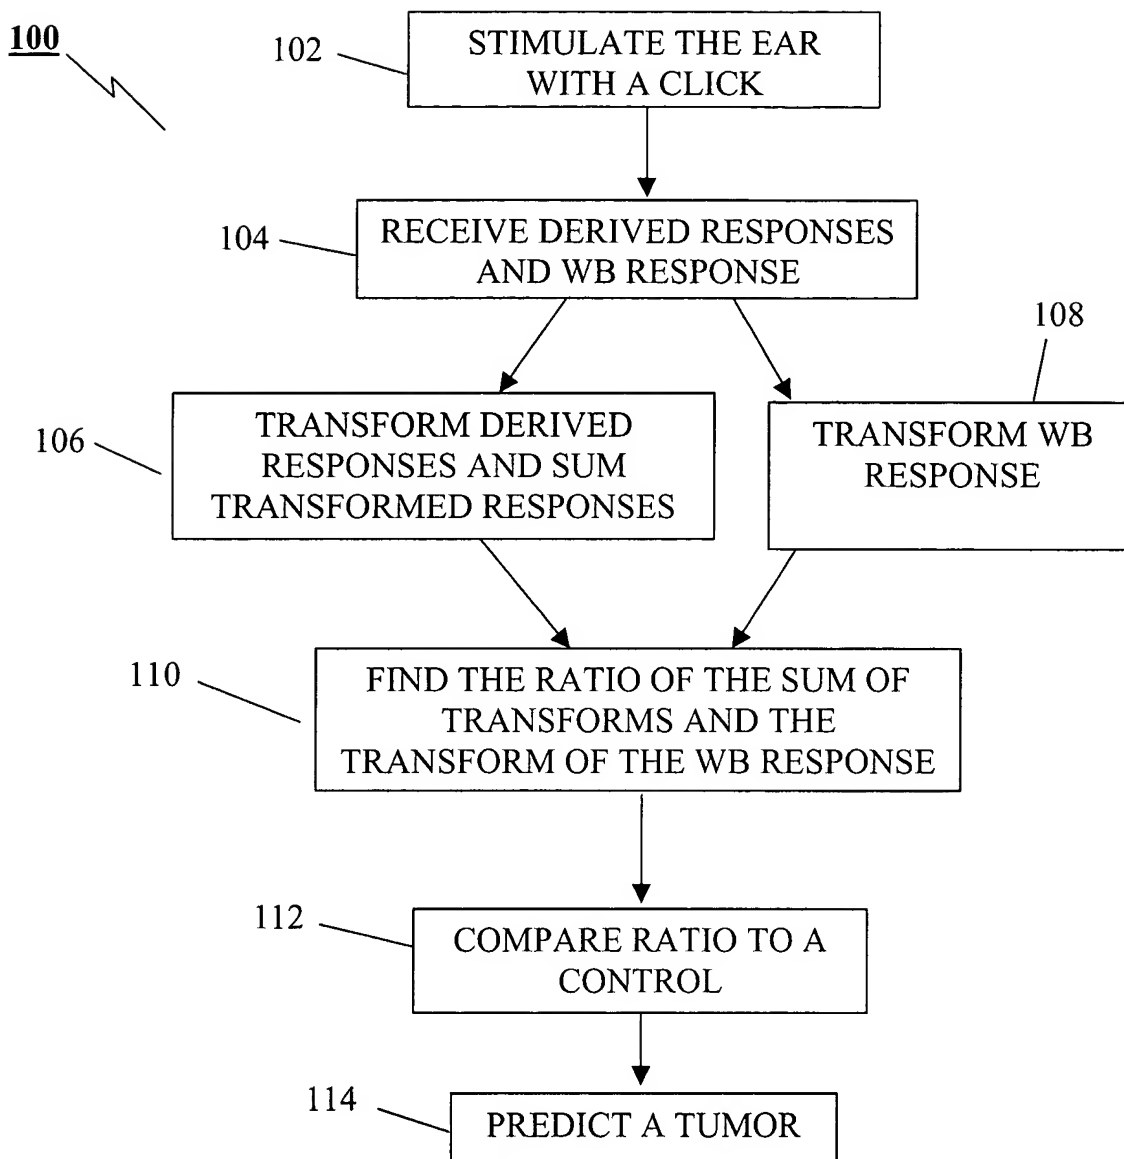 100
102
STIMULATE THE EAR
WITH A CLICK
104
RECEIVE DERIVED RESPONSES
AND WB RESPONSE
106
TRANSFORM DERIVED
RESPONSES AND SUM
TRANSFORMED RESPONSES
108
TRANSFORM WB
RESPONSE
110
FIND THE RATIO OF THE SUM OF
TRANSFORMS AND THE
TRANSFORM OF THE WB RESPONSE
112
COMPARE RATIO TO A
CONTROL
114
PREDICT A TUMOR